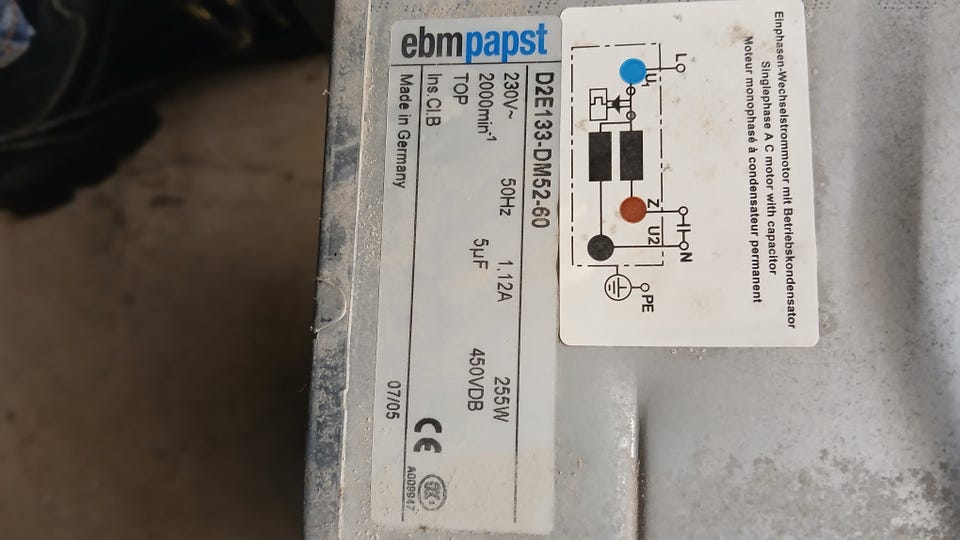 ebmpapst
D2E133-DM52-60
230V~ 50Hz 1,12A 255W
2000min-1 5µF 450VDB
TOP
Ins.Cl.B
Made in Germany 07/05
CE
A009947
Einphasen-Wechselstrommotor mit Betriebskondensator
Singlephase A C motor with capacitor
Moteur monophasé à condensateur permanent
L
U1
Z
U2
N
PE